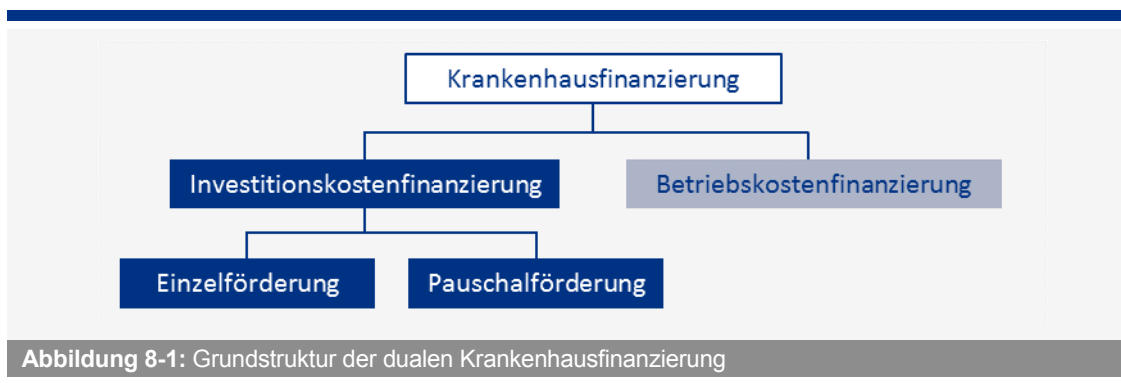 Krankenhausfinanzierung
Investitionskostenfinanzierung
Betriebskostenfinanzierung
Einzelförderung
Pauschalförderung
Abbildung 8-1: Grundstruktur der dualen Krankenhausfinanzierung